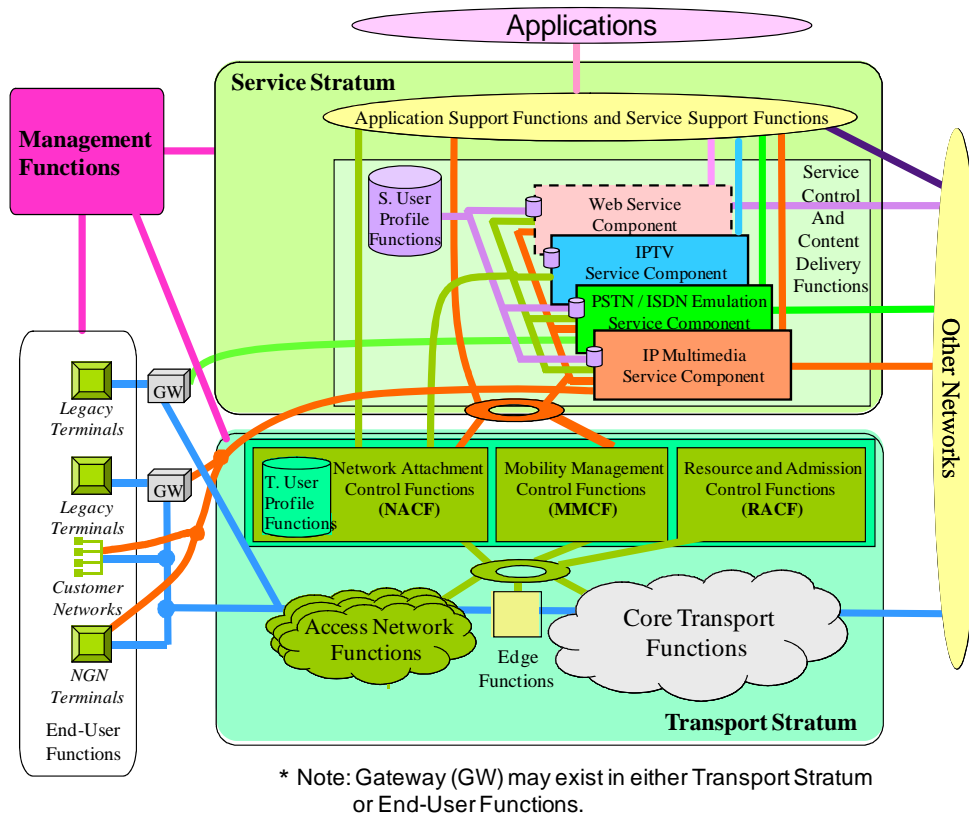 Applications
Service Stratum
Management
Functions
Application Support Functions and Service Support Functions
S. User
Profile
Functions
Service
Control
And
Content
Delivery
Functions
Web Service
Component
IPTV
Service Component
PSTN / ISDN Emulation
Service Component
IP Multimedia
Service Component
Other Networks
GW
Legacy
Terminals
GW
Legacy
Terminals
Customer
Networks
NGN
Terminals
End-User
Functions
T. User
Profile
Functions
Network Attachment
Control Functions
(NACF)
Mobility Management
Control Functions
(MMCF)
Resource and Admission
Control Functions
(RACF)
Access Network
Functions
Edge
Functions
Core Transport
Functions
Transport Stratum
* Note: Gateway (GW) may exist in either Transport Stratum
or End-User Functions.